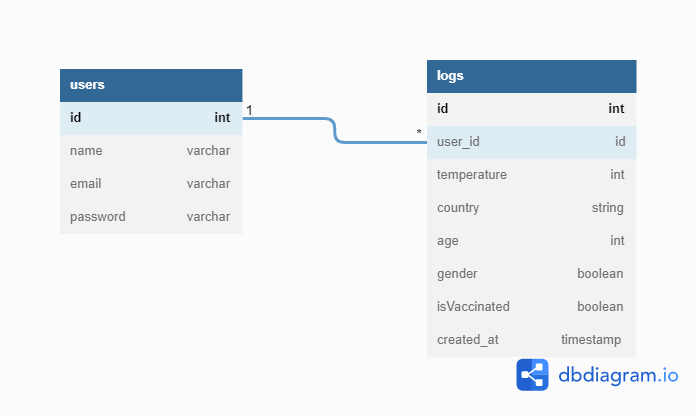 users
id int
name varchar
email varchar
password varchar
1
*
logs
id int
user_id id
temperature int
country string
age int
gender boolean
isVaccinated boolean
created_at timestamp
dbdiagram.io